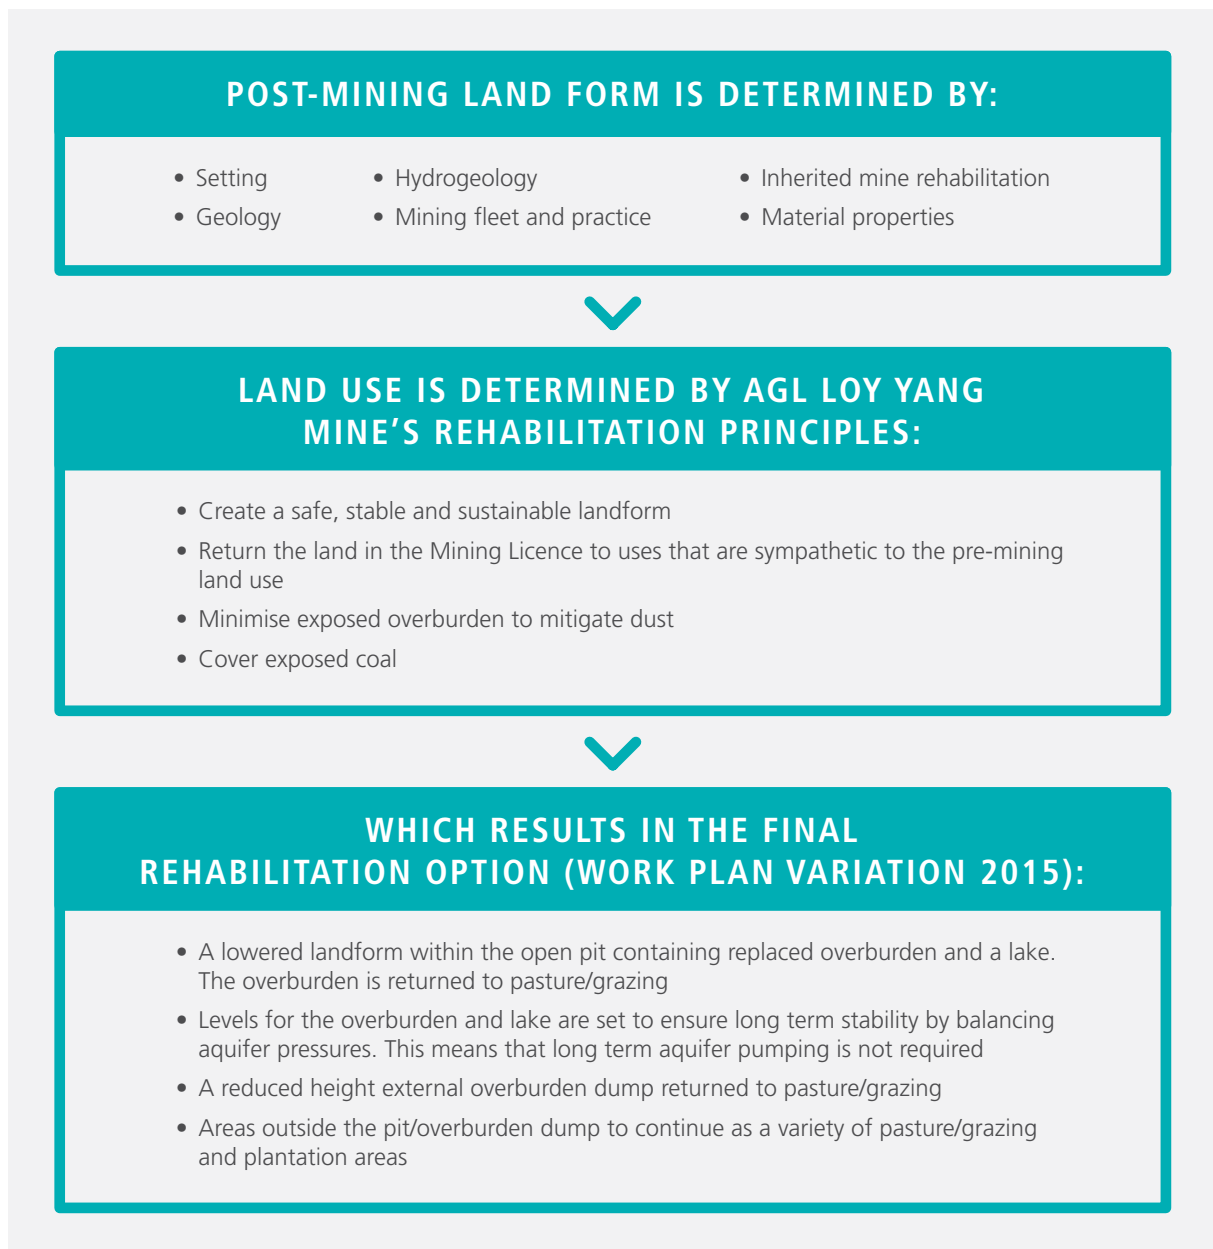 POST-MINING LAND FORM IS DETERMINED BY:
• Setting
• Geology
• Hydrogeology
• Mining fleet and practice
• Inherited mine rehabilitation
• Material properties
LAND USE IS DETERMINED BY AGL LOY YANG
MINE’S REHABILITATION PRINCIPLES:
• Create a safe, stable and sustainable landform
• Return the land in the Mining Licence to uses that are sympathetic to the pre-mining
land use
• Minimise exposed overburden to mitigate dust
• Cover exposed coal
WHICH RESULTS IN THE FINAL
REHABILITATION OPTION (WORK PLAN VARIATION 2015):
• A lowered landform within the open pit containing replaced overburden and a lake.
The overburden is returned to pasture/grazing
• Levels for the overburden and lake are set to ensure long term stability by balancing
aquifer pressures. This means that long term aquifer pumping is not required
• A reduced height external overburden dump returned to pasture/grazing
• Areas outside the pit/overburden dump to continue as a variety of pasture/grazing
and plantation areas